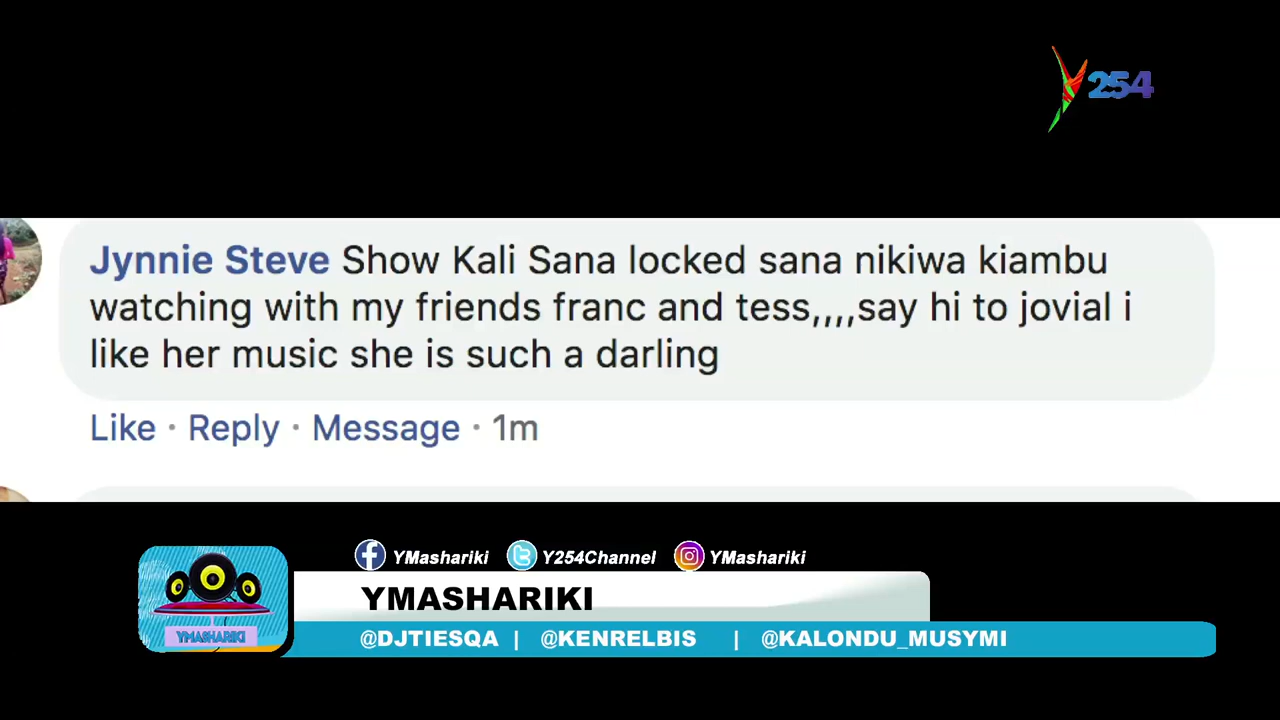 254
Jynnie Steve Show Kali Sana locked sana nikiwa kiambu
watching with my friends franc and tess,,,,say hi to jovial i
like her music she is such a darling
Like · Reply · Message · 1m
YMashariki Y254Channel YMashariki
YMASHARIKI
YMASHARIKI
@DJTIESQA | @KENRELBIS | @KALONDU_MUSYMI